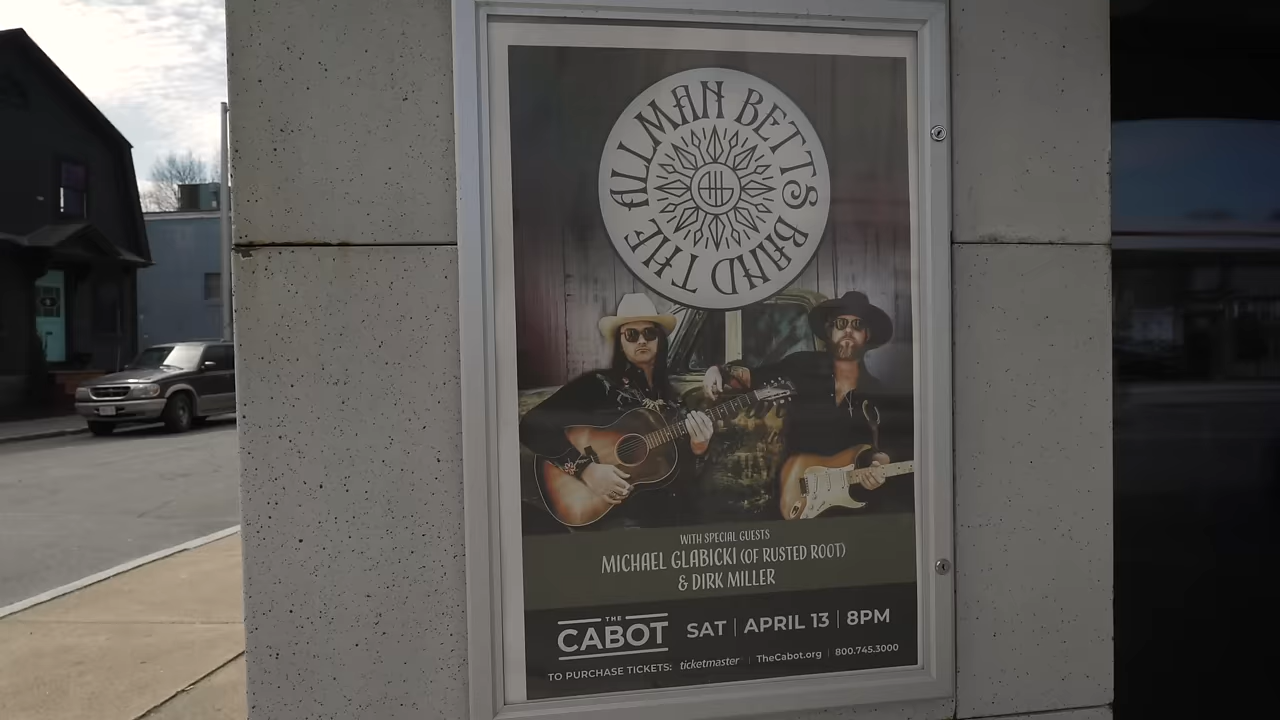 THE ALLMAN BETTS BAND
WITH SPECIAL GUESTS
MICHAEL GLABICKI (OF RUSTED ROOT)
& DIRK MILLER
THE
CABOT
SAT | APRIL 13 | 8PM
TO PURCHASE TICKETS: ticketmaster | TheCabot.org | 800.745.3000